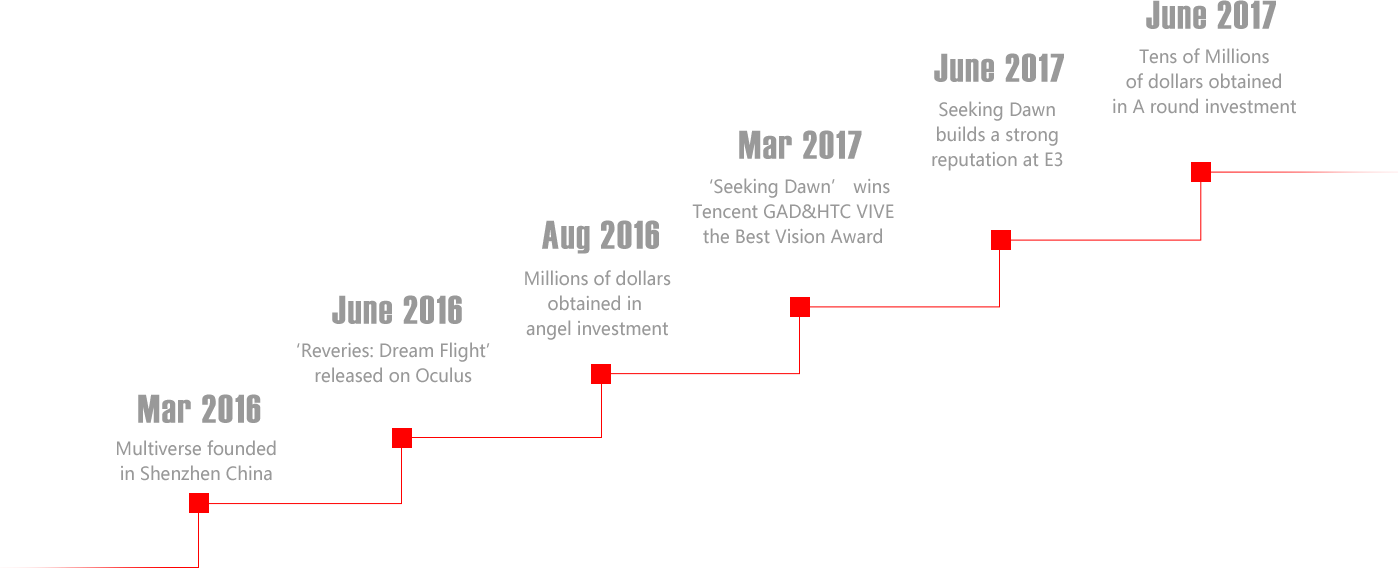 Mar 2016
Multiverse founded
in Shenzhen China
June 2016
‘Reveries: Dream Flight’
released on Oculus
Aug 2016
Millions of dollars
obtained in
angel investment
Mar 2017
‘Seeking Dawn’ wins
Tencent GAD&HTC VIVE
the Best Vision Award
June 2017
Seeking Dawn
builds a strong
reputation at E3
June 2017
Tens of Millions
of dollars obtained
in A round investment